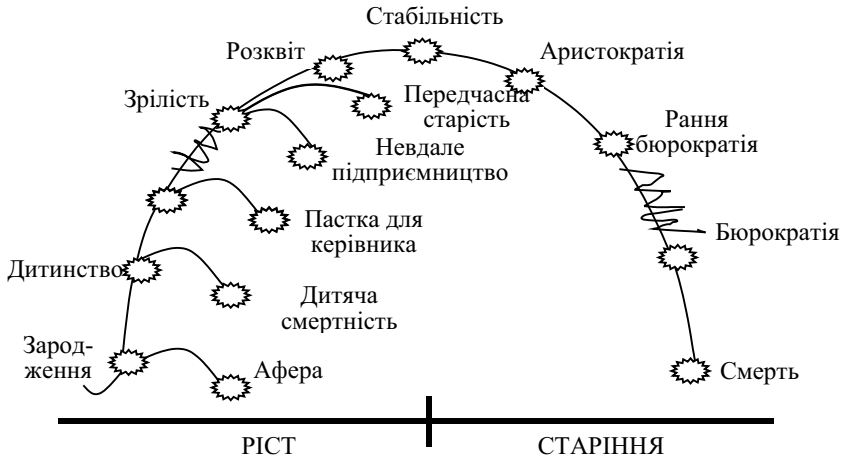 Стабільність
Розквіт
Аристократія
Зрілість
Передчасна
старість
Рання
бюрократія
Невдале
підприємництво
Пастка для
керівника
Бюрократія
Дитинство
Дитяча
смертність
Зарод-
ження
Афера
Смерть
РІСТ
СТАРІННЯ